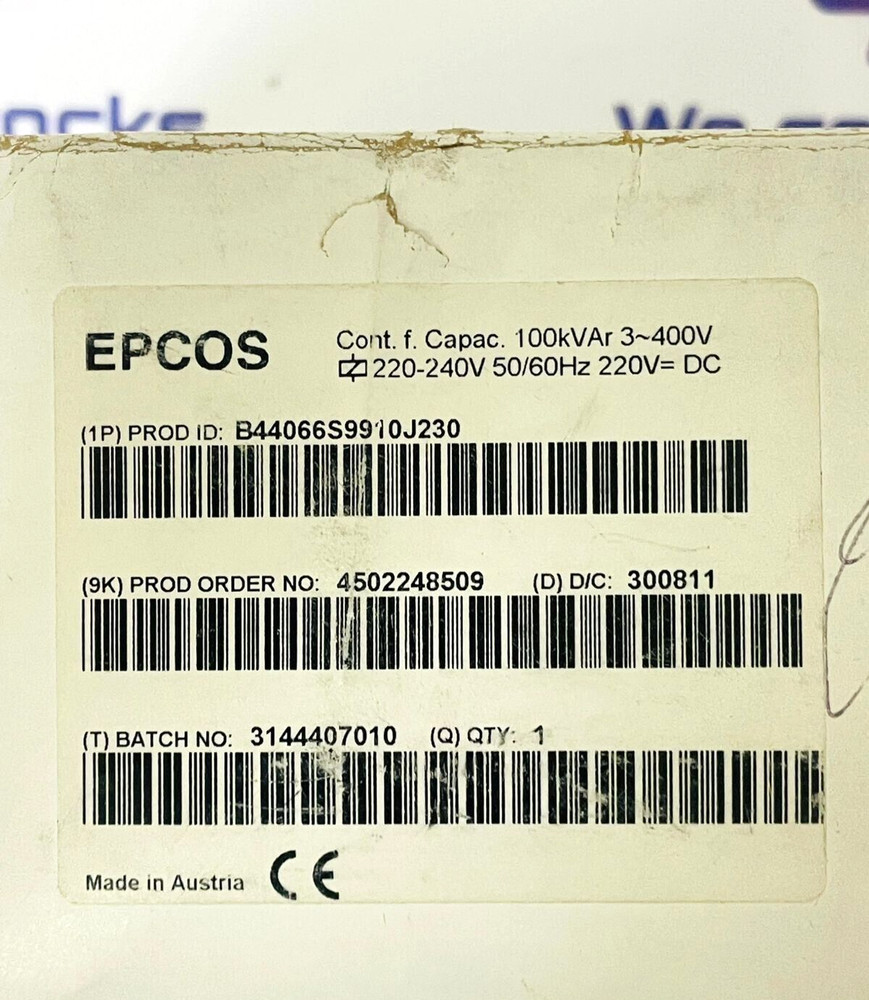 EPCOS
Cont. f. Capac. 100kVAr 3~400V
220-240V 50/60Hz 220V= DC
(1P) PROD ID: B44066S9910J230
(9K) PROD ORDER NO: 4502248509 (D) D/C: 300811
(T) BATCH NO: 3144407010 (Q) QTY: 1
Made in Austria CE